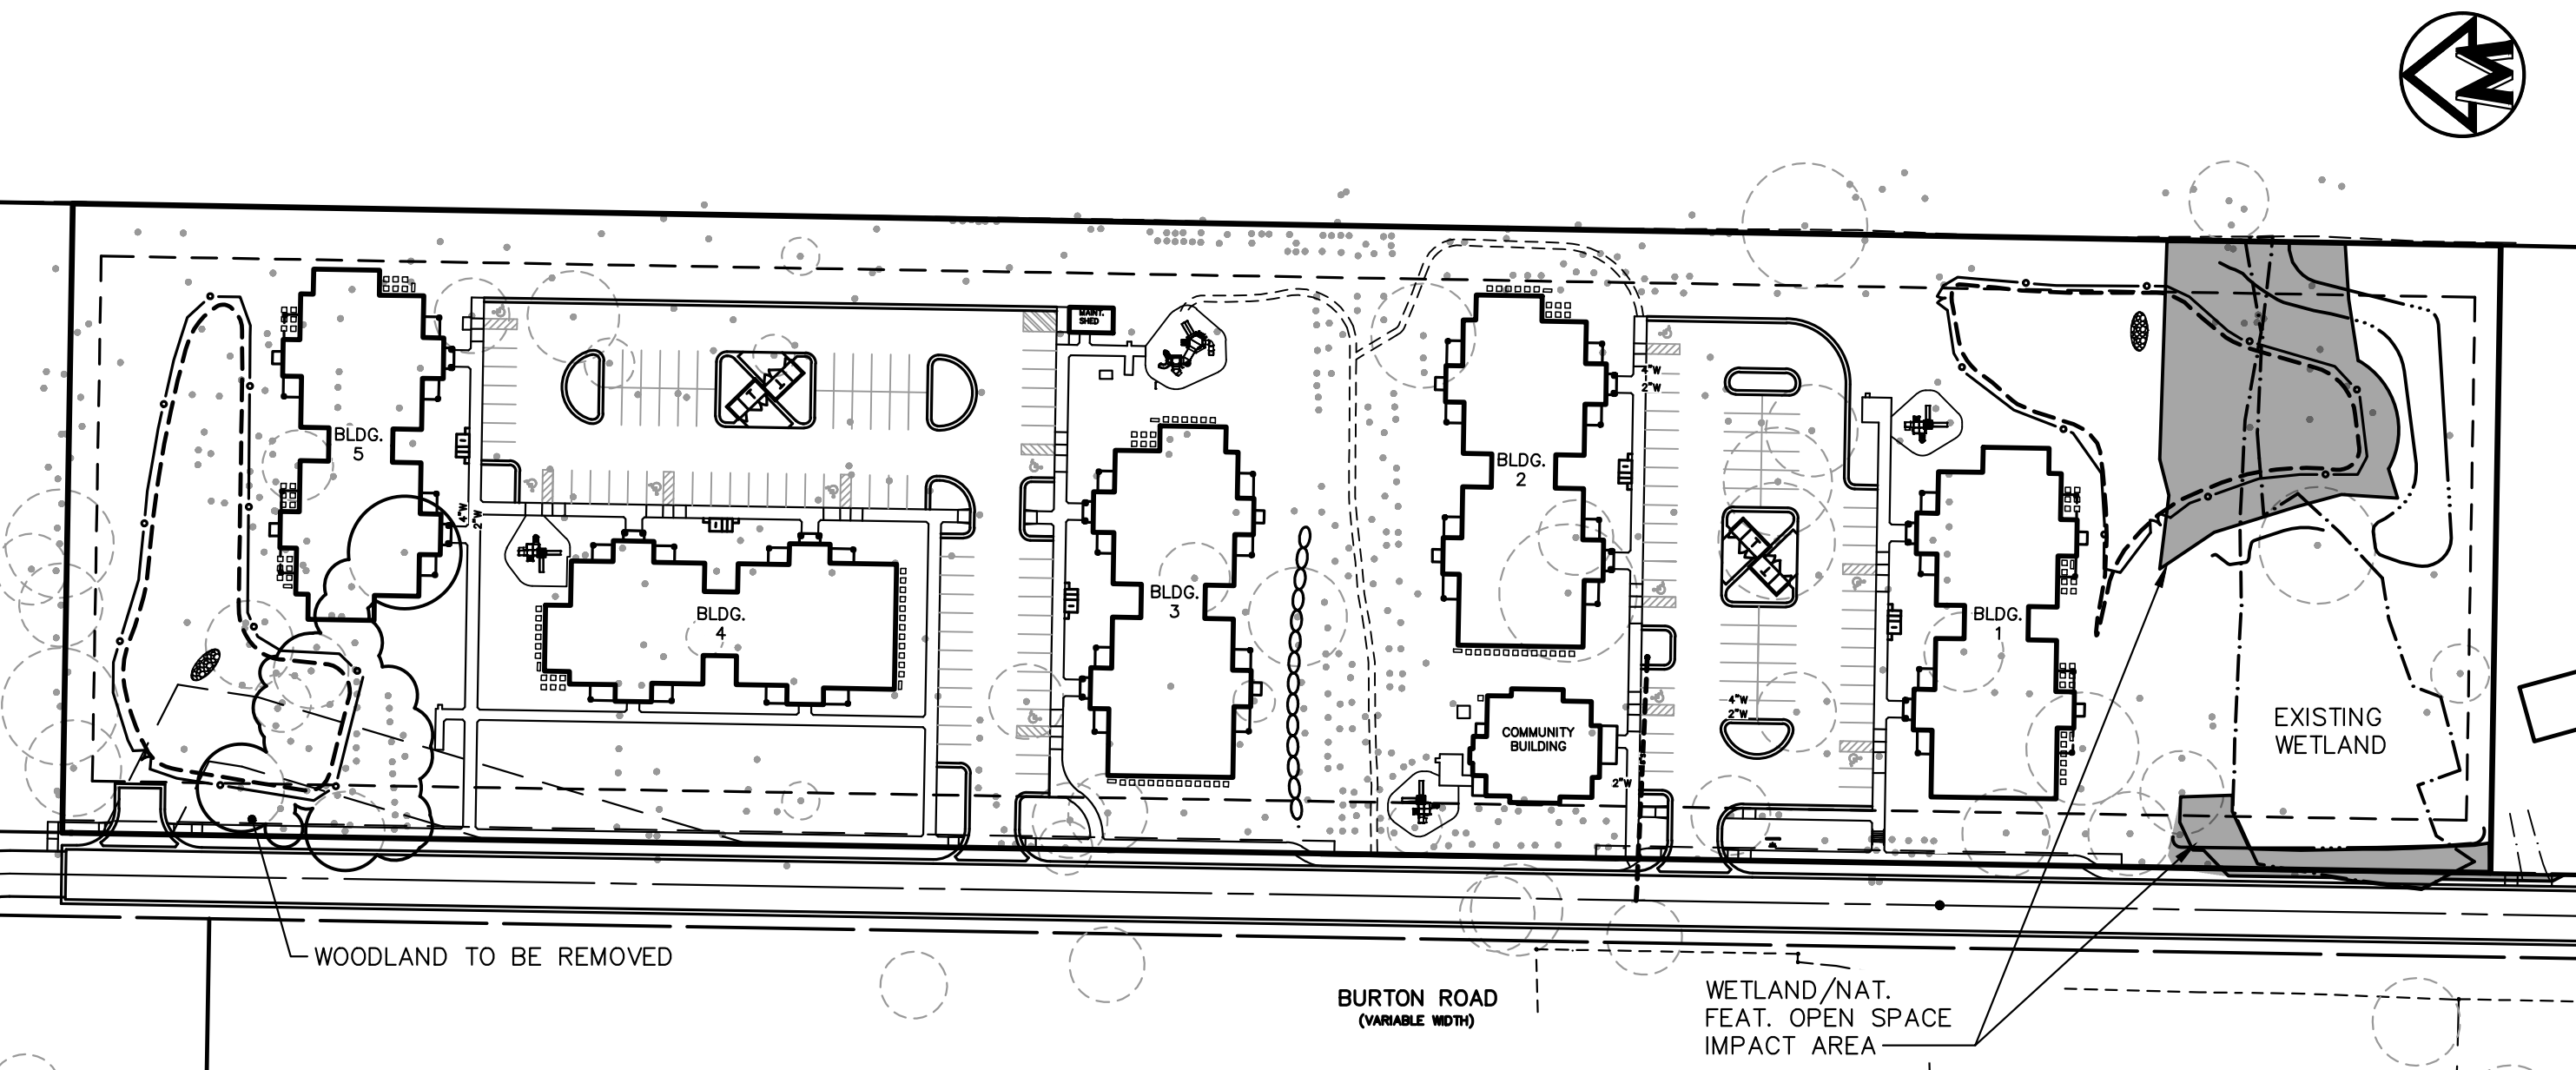 MAINT.
SHED
BLDG.
5
4"W
2"W
BLDG.
4
BLDG.
3
BLDG.
2
4"W
2"W
COMMUNITY
BUILDING
2"W
4"W
2"W
BLDG.
1
EXISTING
WETLAND
WOODLAND TO BE REMOVED
BURTON ROAD
(VARIABLE WIDTH)
WETLAND/NAT.
FEAT. OPEN SPACE
IMPACT AREA